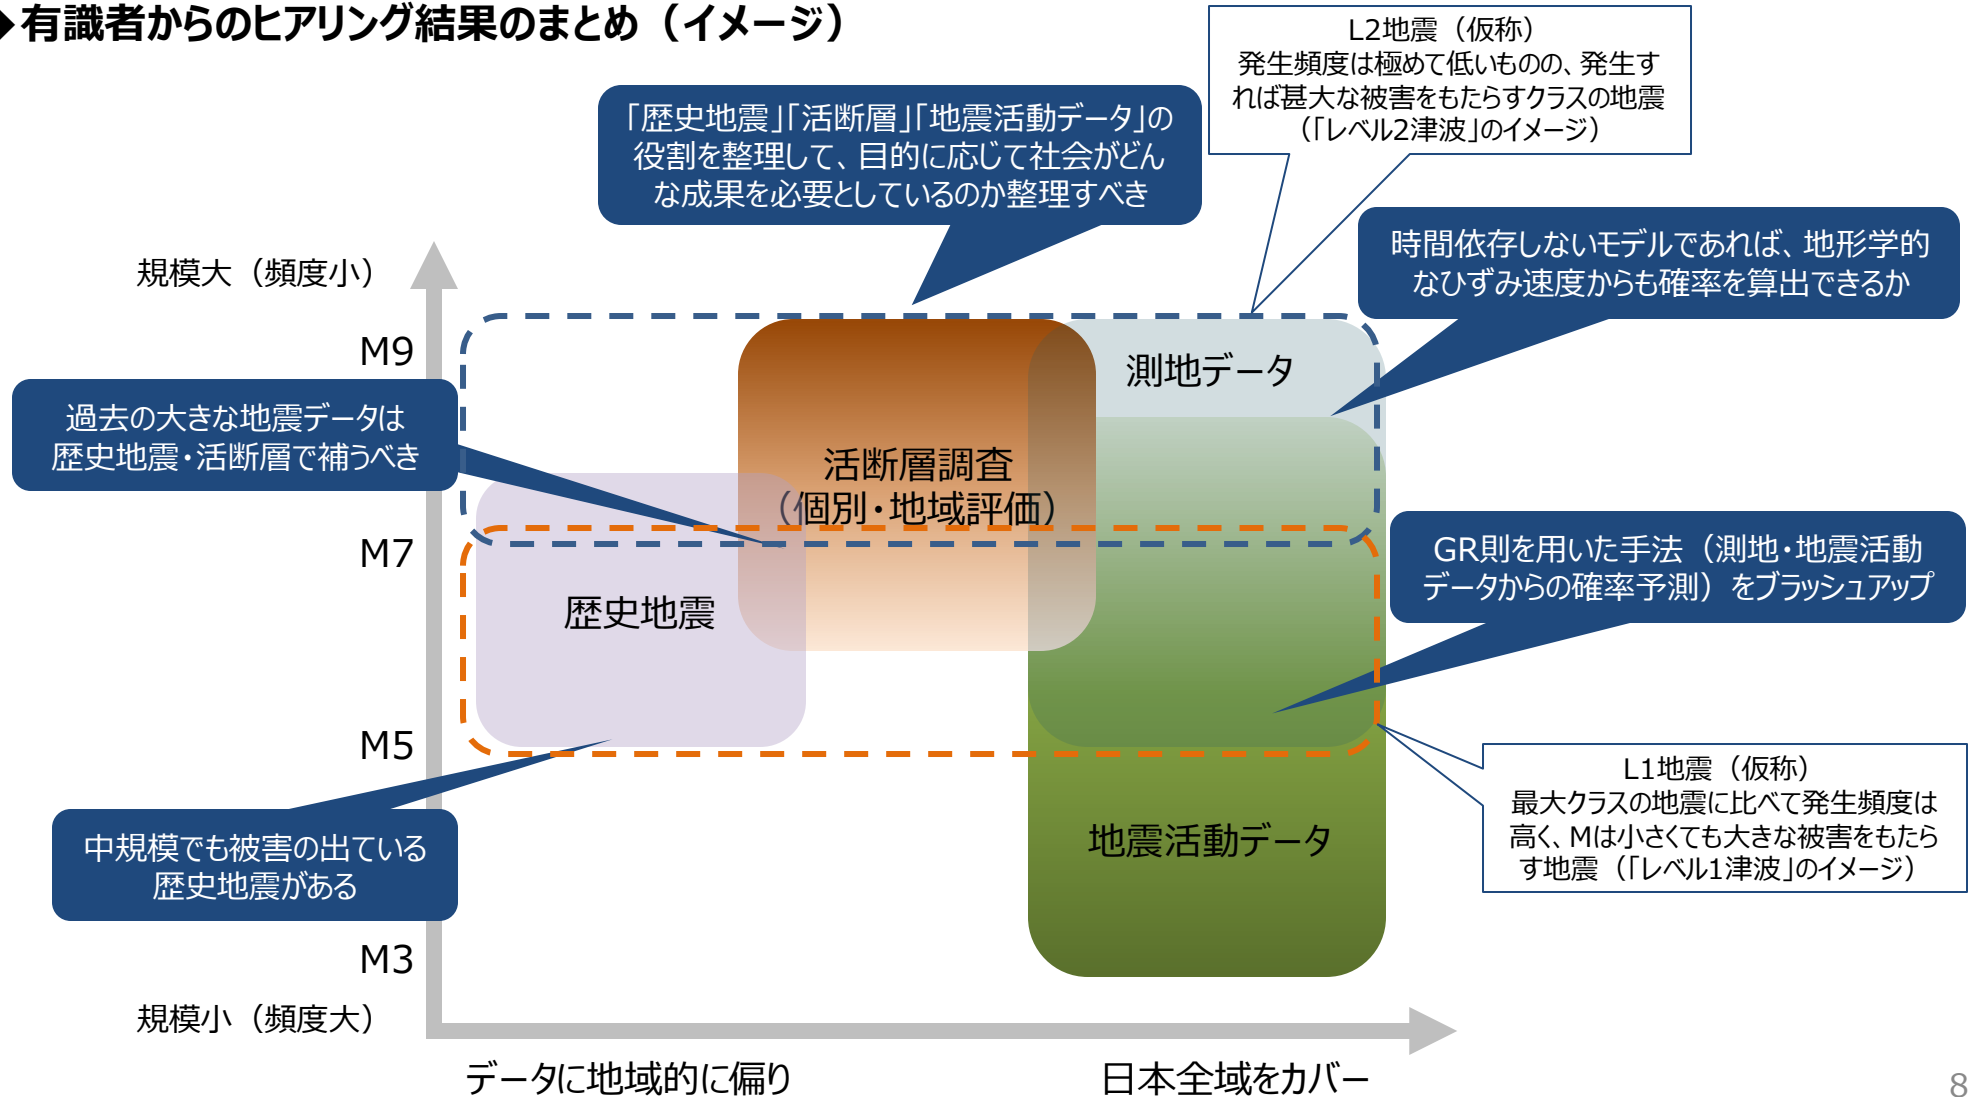 ◆有識者からのヒアリング結果のまとめ（イメージ）
L2地震（仮称）
発生頻度は極めて低いものの、発生す
れば甚大な被害をもたらすクラスの地震
（「レベル2津波」のイメージ）
「歴史地震」「活断層」「地震活動データ」の
役割を整理して、目的に応じて社会がどん
な成果を必要としているのか整理すべき
時間依存しないモデルであれば、地形学的
なひずみ速度からも確率を算出できるか
規模大（頻度小）
M9
測地データ
過去の大きな地震データは
歴史地震・活断層で補うべき
活断層調査
（個別・地域評価）
M7
GR則を用いた手法（測地・地震活動
データからの確率予測）をブラッシュアップ
歴史地震
M5
L1地震（仮称）
最大クラスの地震に比べて発生頻度は
高く、Mは小さくても大きな被害をもたら
す地震（「レベル1津波」のイメージ）
地震活動データ
中規模でも被害の出ている
歴史地震がある
M3
規模小（頻度大）
データに地域的に偏り
日本全域をカバー
8